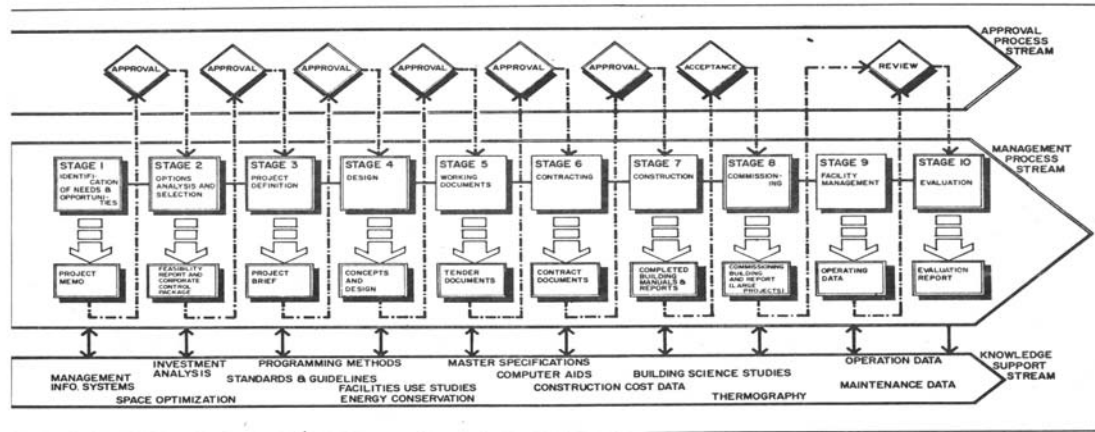 APPROVAL
PROCESS
STREAM
APPROVAL
APPROVAL
APPROVAL
APPROVAL
APPROVAL
APPROVAL
ACCEPTANCE
REVIEW
MANAGEMENT
PROCESS
STREAM
STAGE 1
IDENTIFI-
CATION
OF NEEDS &
OPPORTUNI-
TIES
STAGE 2
OPTIONS
ANALYSIS AND
SELECTION
STAGE 3
PROJECT
DEFINITION
STAGE 4
DESIGN
STAGE 5
WORKING
DOCUMENTS
STAGE 6
CONTRACTING
STAGE 7
CONSTRUCTION
STAGE 8
COMMISSION-
ING
STAGE 9
FACILITY
MANAGEMENT
STAGE 10
EVALUATION
PROJECT
MEMO
FEASIBILITY
REPORT AND
CORPORATE
CONTROL
PACKAGE
PROJECT
BRIEF
CONCEPTS
AND
DESIGN
TENDER
DOCUMENTS
CONTRACT
DOCUMENTS
COMPLETED
BUILDING
MANUALS &
REPORTS
COMMISSIONING
BUILDING
AND REPORT
(LARGE
PROJECTS)
OPERATING
DATA
EVALUATION
REPORT
KNOWLEDGE
SUPPORT
STREAM
MANAGEMENT
INFO. SYSTEMS
INVESTMENT
ANALYSIS
SPACE OPTIMIZATION
PROGRAMMING METHODS
STANDARDS & GUIDELINES
FACILITIES USE STUDIES
ENERGY CONSERVATION
MASTER SPECIFICATIONS
COMPUTER AIDS
CONSTRUCTION COST DATA
BUILDING SCIENCE STUDIES
THERMOGRAPHY
OPERATION DATA
MAINTENANCE DATA